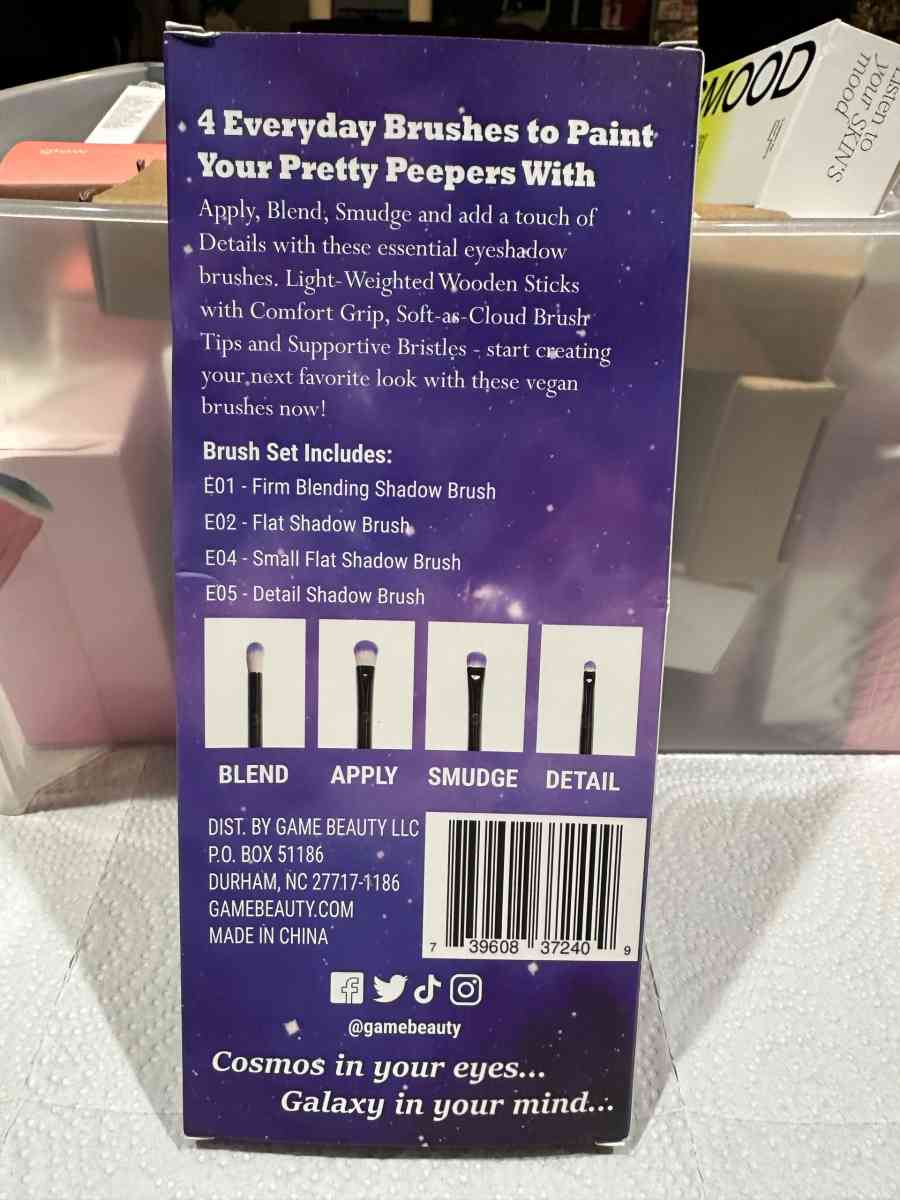 4 Everyday Brushes to Paint
Your Pretty Peepers With
Apply, Blend, Smudge and add a touch of
Details with these essential eyeshadow
brushes. Light-Weighted Wooden Sticks
with Comfort Grip, Soft-as-Cloud Brush
Tips and Supportive Bristles - start creating
your next favorite look with these vegan
brushes now!
Brush Set Includes:
E01 - Firm Blending Shadow Brush
E02 - Flat Shadow Brush
E04 - Small Flat Shadow Brush
E05 - Detail Shadow Brush
BLEND APPLY SMUDGE DETAIL
DIST. BY GAME BEAUTY LLC
P.O. BOX 51186
DURHAM, NC 27717-1186
GAMEBEAUTY.COM
MADE IN CHINA
7 39608 37240 9
@gamebeauty
Cosmos in your eyes...
Galaxy in your mind...
MOOD
Listen to
your SKIN'S
mood